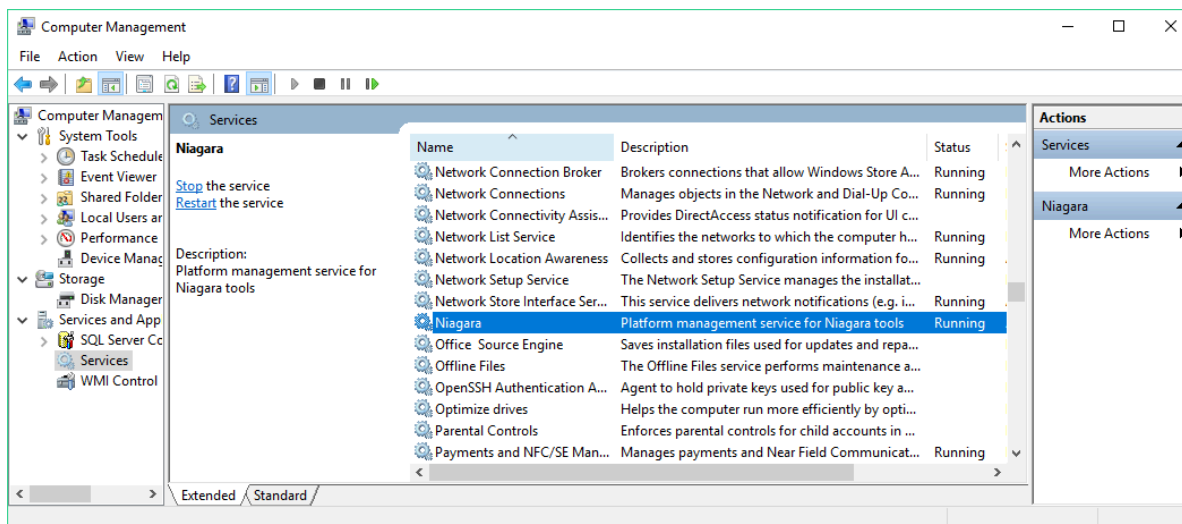 Computer Management
File Action View Help
Computer Managem
System Tools
Task Schedule
Event Viewer
Shared Folder
Local Users ar
Performance
Device Manag
Storage
Disk Manager
Services and App
SQL Server Cc
Services
WMI Control
Services
Niagara
Stop the service
Restart the service
Description:
Platform management service for
Niagara tools
Name Description Status
Network Connection Broker Brokers connections that allow Windows Store A... Running
Network Connections Manages objects in the Network and Dial-Up Co... Running
Network Connectivity Assis... Provides DirectAccess status notification for UI c...
Network List Service Identifies the networks to which the computer h... Running
Network Location Awareness Collects and stores configuration information fo... Running
Network Setup Service The Network Setup Service manages the installat...
Network Store Interface Ser... This service delivers network notifications (e.g. i... Running
Niagara Platform management service for Niagara tools Running
Office Source Engine Saves installation files used for updates and repa...
Offline Files The Offline Files service performs maintenance a...
OpenSSH Authentication A... Agent to hold private keys used for public key a...
Optimize drives Helps the computer run more efficiently by opti...
Parental Controls Enforces parental controls for child accounts in ...
Payments and NFC/SE Man... Manages payments and Near Field Communicat... Running
Extended Standard
Actions
Services
More Actions
Niagara
More Actions